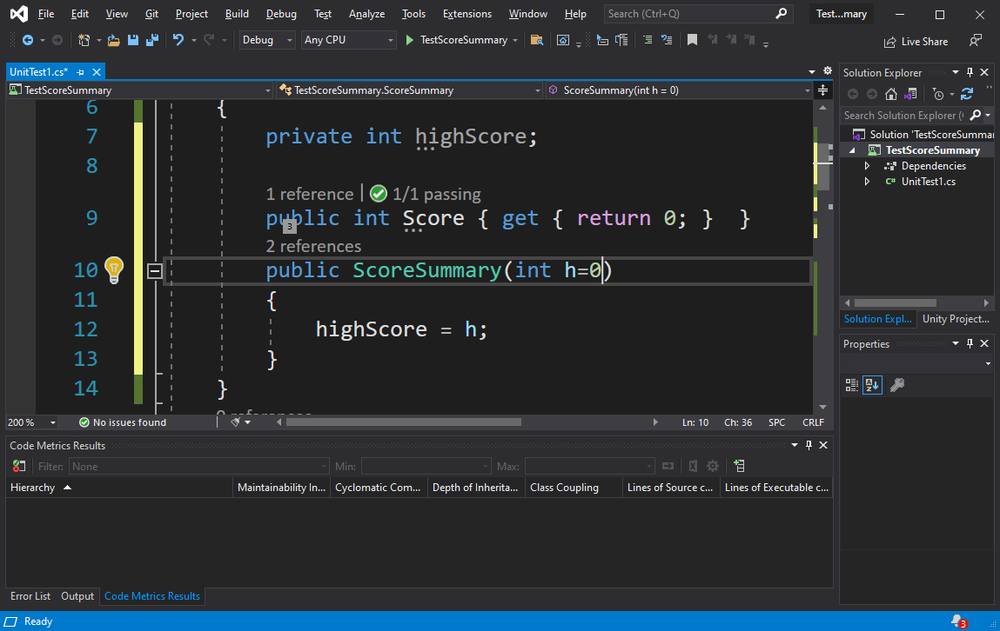 File Edit View Git Project Build Debug Test Analyze Tools Extensions Window Help Search (Ctrl+Q) Test...mary
Debug Any CPU TestScoreSummary Live Share
UnitTest1.cs*
TestScoreSummary TestScoreSummary.ScoreSummary ScoreSummary(int h = 0)
6 {
7 private int highScore;
8
1 reference | 1/1 passing
9 public int Score { get { return 0; } }
3
2 references
10 public ScoreSummary(int h=0)
11 {
12 highScore = h;
13 }
14 }
200 % No issues found Ln: 10 Ch: 36 SPC CRLF
Solution Explorer
Search Solution Explorer (
Solution 'TestScoreSummar
TestScoreSummary
Dependencies
C# UnitTest1.cs
Solution Expl... Unity Project...
Properties
Code Metrics Results
Filter: None Min: Max:
Hierarchy Maintainability In... Cyclomatic Com... Depth of Inherita... Class Coupling Lines of Source c... Lines of Executable c...
Error List Output Code Metrics Results
Ready 3